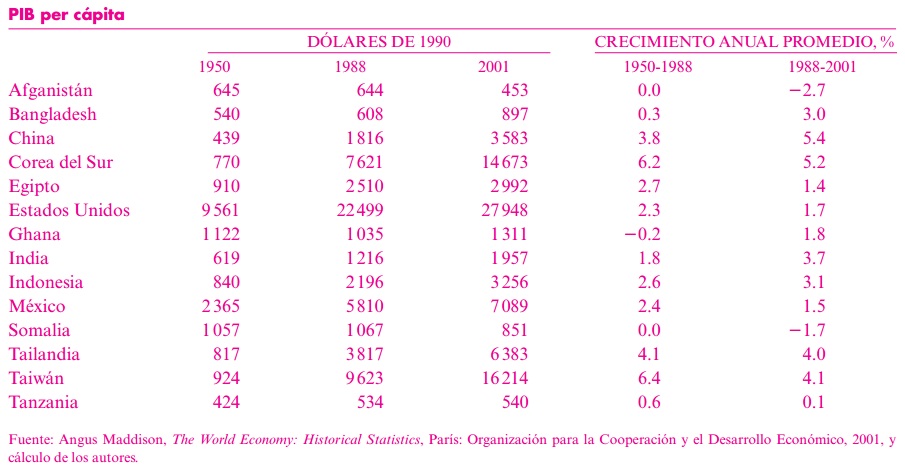 PIB per cápita
DÓLARES DE 1990 CRECIMIENTO ANUAL PROMEDIO, %
1950 1988 2001 1950-1988 1988-2001
Afganistán 645 644 453 0.0 −2.7
Bangladesh 540 608 897 0.3 3.0
China 439 1 816 3 583 3.8 5.4
Corea del Sur 770 7 621 14 673 6.2 5.2
Egipto 910 2 510 2 992 2.7 1.4
Estados Unidos 9 561 22 499 27 948 2.3 1.7
Ghana 1 122 1 035 1 311 −0.2 1.8
India 619 1 216 1 957 1.8 3.7
Indonesia 840 2 196 3 256 2.6 3.1
México 2 365 5 810 7 089 2.4 1.5
Somalia 1 057 1 067 851 0.0 −1.7
Tailandia 817 3 817 6 383 4.1 4.0
Taiwán 924 9 623 16 214 6.4 4.1
Tanzania 424 534 540 0.6 0.1
Fuente: Angus Maddison, The World Economy: Historical Statistics, París: Organización para la Cooperación y el Desarrollo Económico, 2001, y
cálculo de los autores.